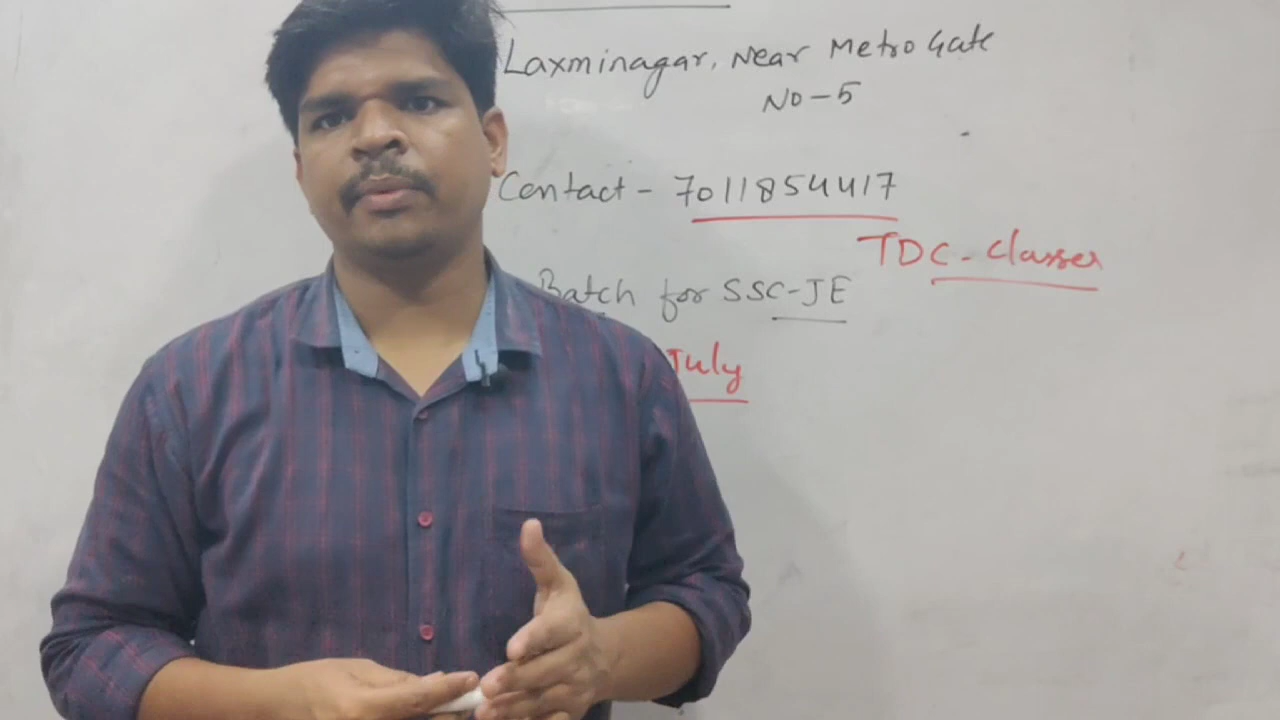 Laxminagar, Near Metro Gate
No-5
Contact - 7011854417
TDC-Classes
Batch for SSC-JE
July